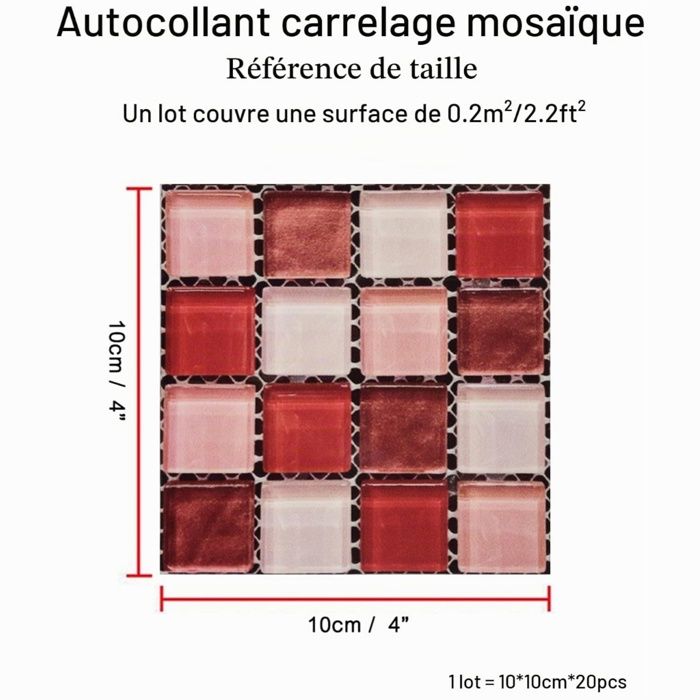 Autocollant carrelage mosaïque
Référence de taille
Un lot couvre une surface de 0.2m²/2.2ft²
10cm / 4”
10cm / 4”
1 lot = 10*10cm*20pcs